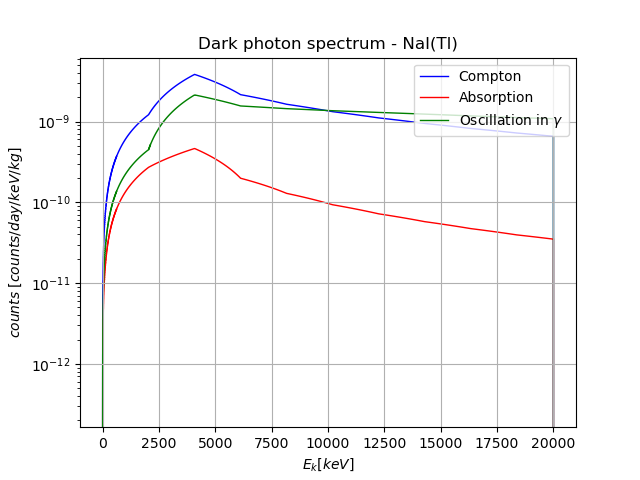 Dark photon spectrum - NaI(Tl)
Compton
Absorption
Oscillation in γ
counts [counts/day/keV/kg]
10⁻⁹
10⁻¹⁰
10⁻¹¹
10⁻¹²
0 2500 5000 7500 10000 12500 15000 17500 20000
Eₖ[keV]